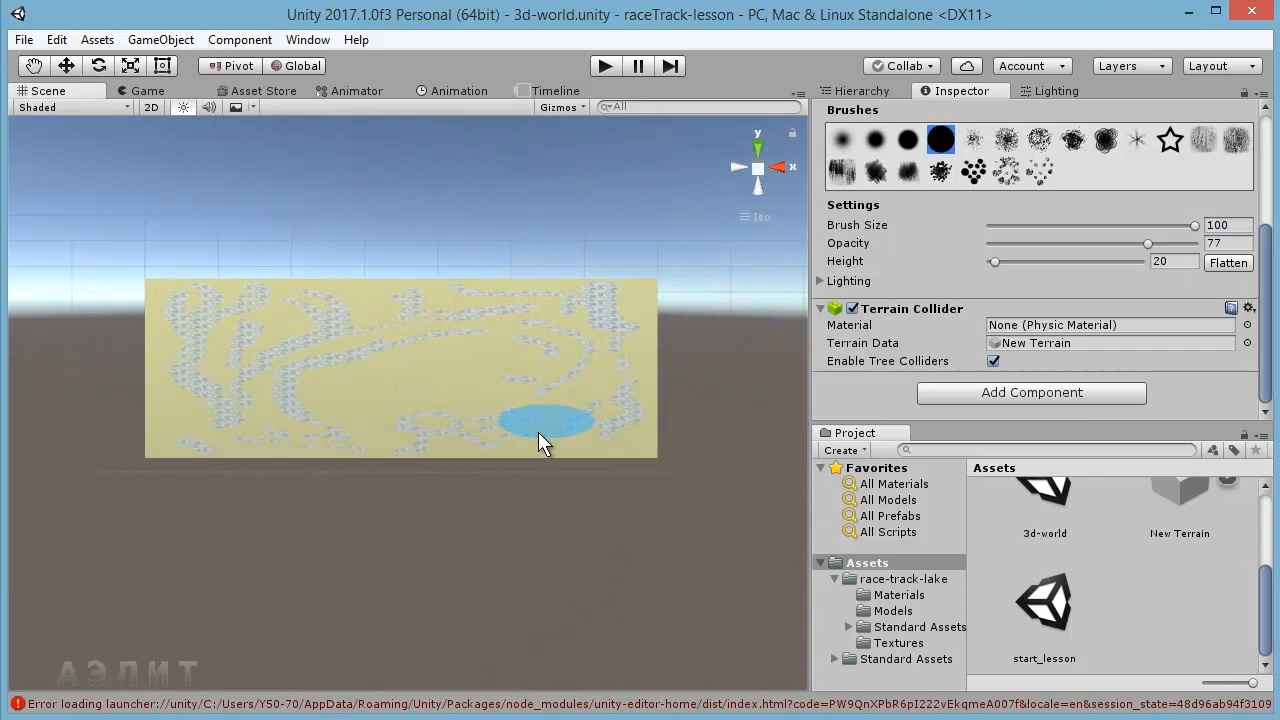 Unity 2017.1.0f3 Personal (64bit) - 3d-world.unity - raceTrack-lesson - PC, Mac & Linux Standalone <DX11>
File Edit Assets GameObject Component Window Help
Pivot Global Collab Account Layers Layout
Scene Game Asset Store Animator Animation Timeline Hierarchy Inspector Lighting
Shaded 2D Gizmos All
Brushes
y
x
Iso
Settings
Brush Size 100
Opacity 77
Height 20 Flatten
Lighting
Terrain Collider
Material None (Physic Material)
Terrain Data New Terrain
Enable Tree Colliders
Add Component
Project
Create
Favorites
All Materials
All Models
All Prefabs
All Scripts
Assets
race-track-lake
Materials
Models
Standard Assets
Textures
Standard Assets
Assets
3d-world New Terrain
start_lesson
АЭЛИТ
Error loading launcher://unity/C:/Users/Y50-70/AppData/Roaming/Unity/Packages/node_modules/unity-editor-home/dist/index.html?code=PW9QnXPbR6pI222vEkqmeA007f&locale=en&session_state=48d96ab94f3109